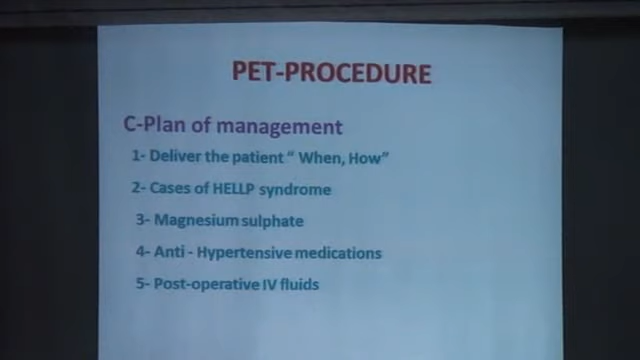 PET-PROCEDURE
C-Plan of management
1- Deliver the patient “ When, How”
2- Cases of HELLP syndrome
3- Magnesium sulphate
4- Anti - Hypertensive medications
5- Post-operative IV fluids